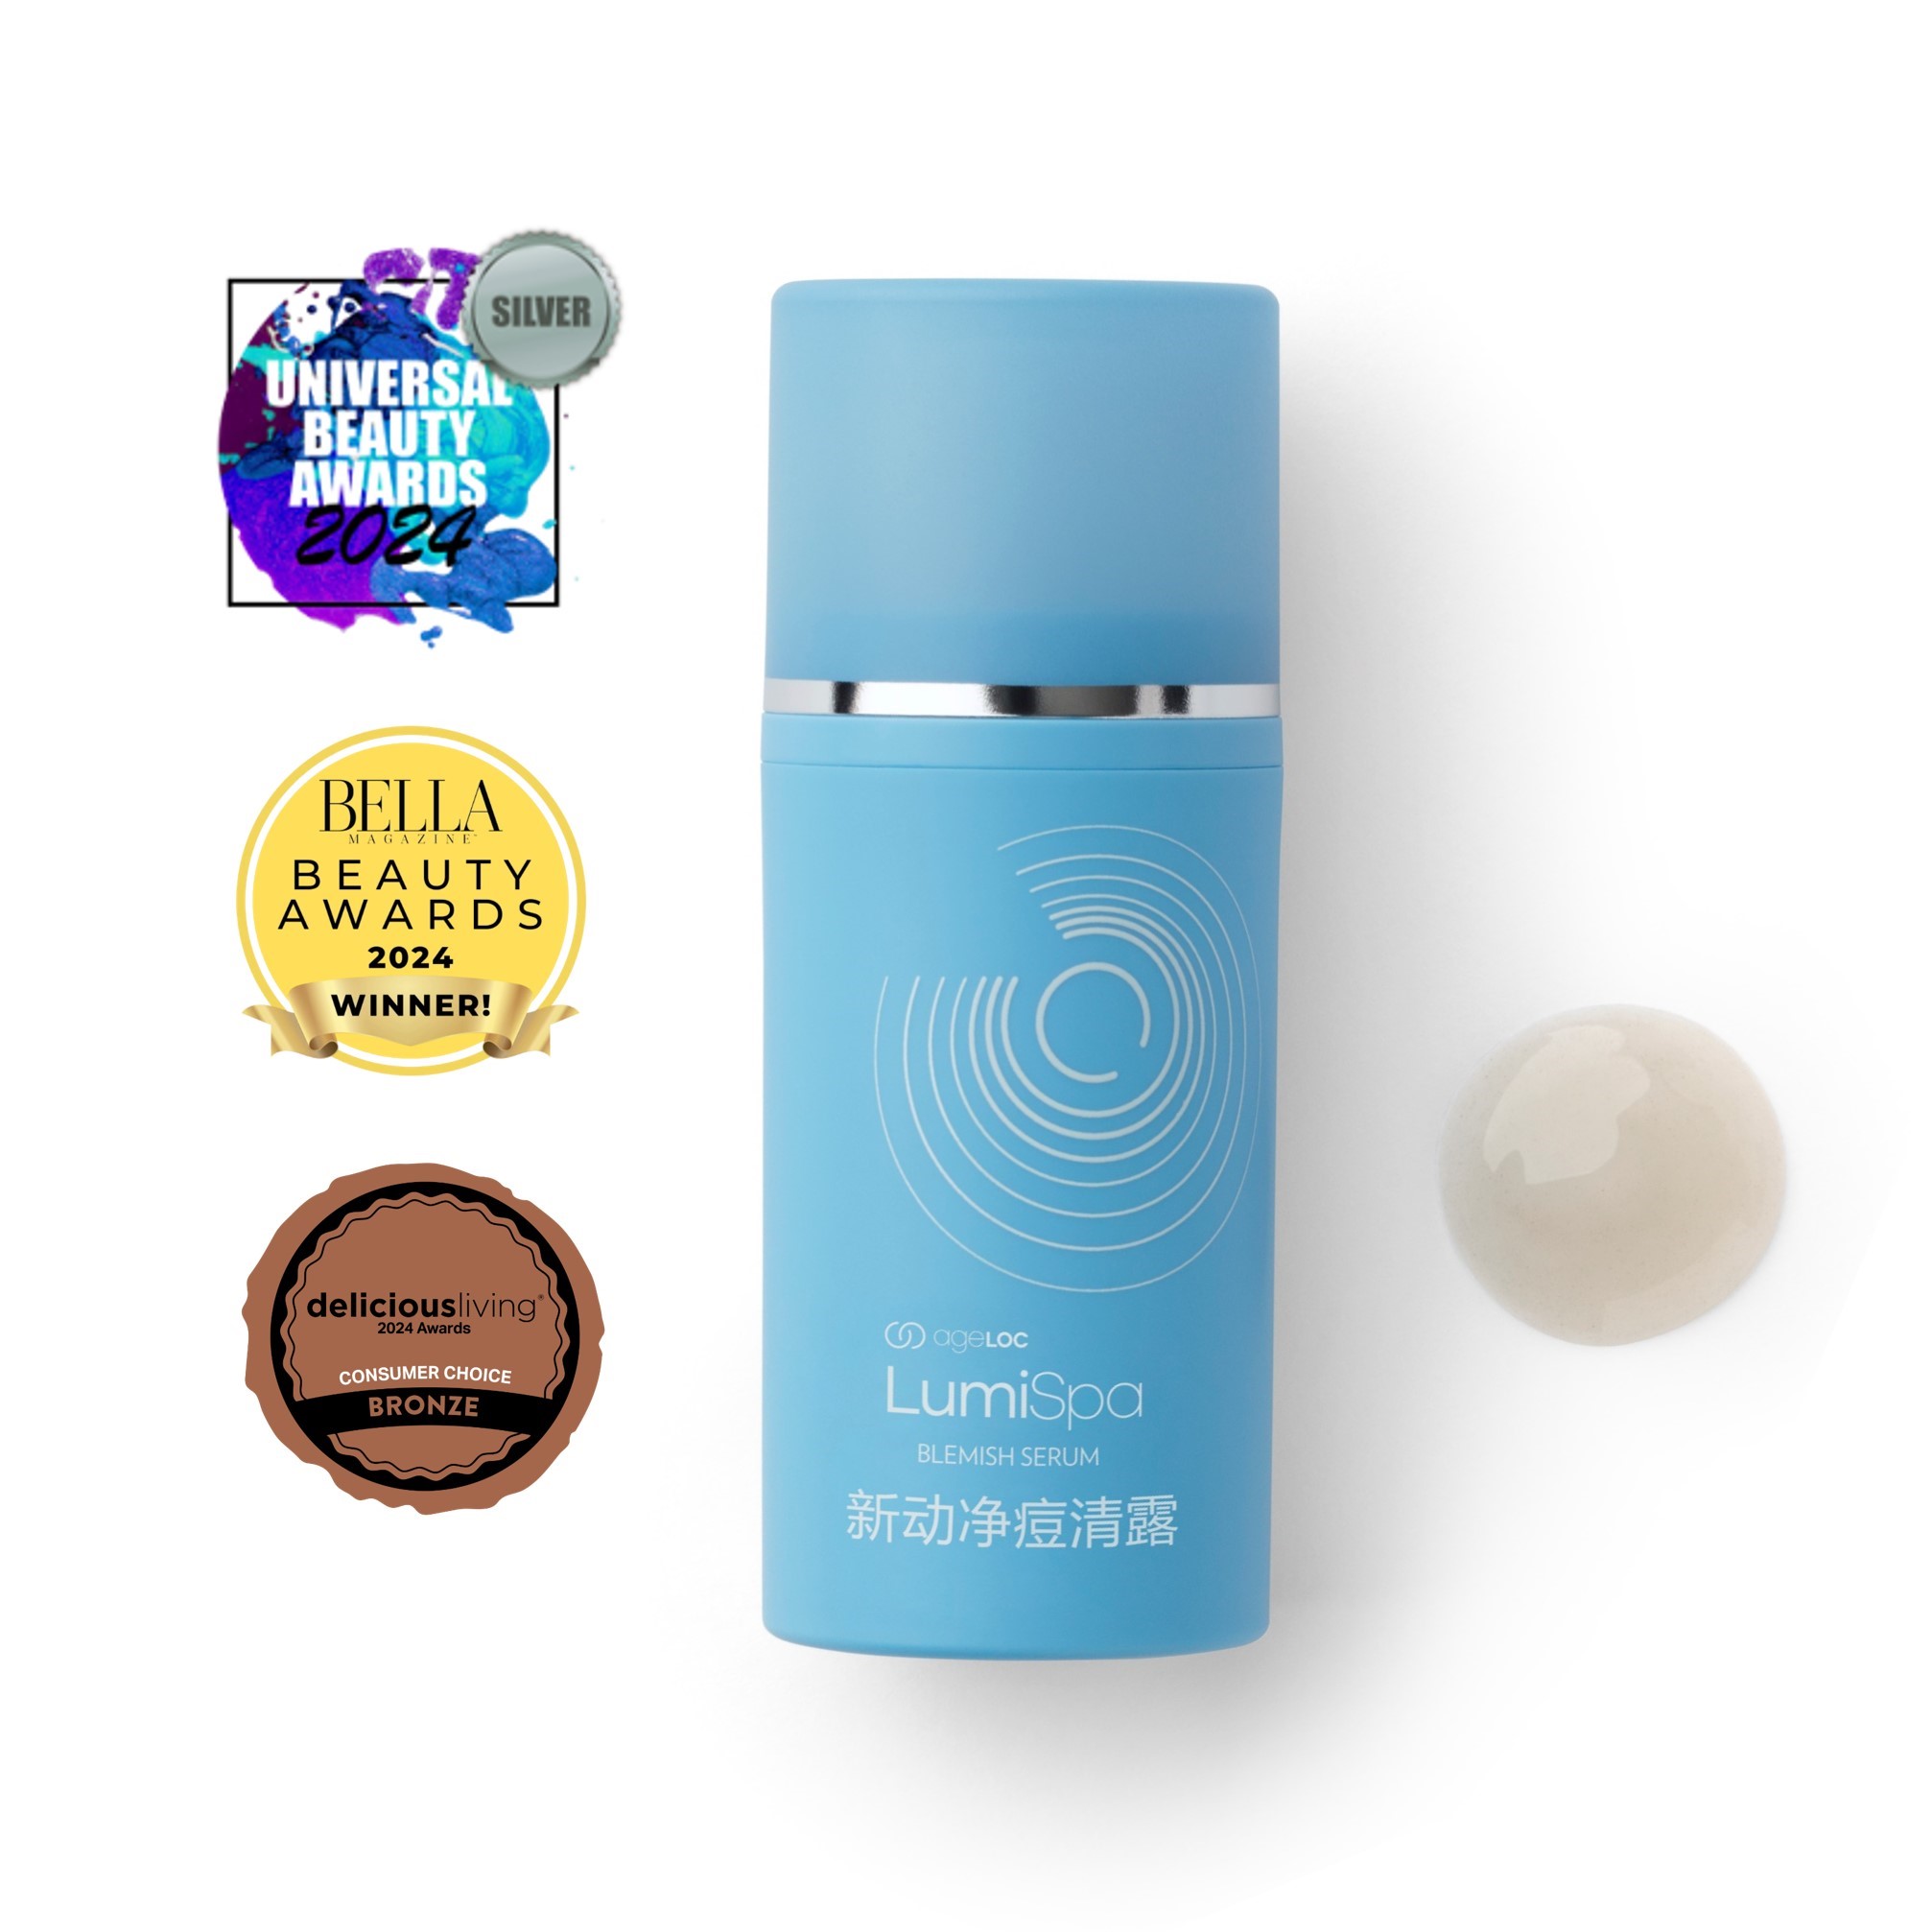 SILVER
UNIVERSAL
BEAUTY
AWARDS
2024
BELLA
MAGAZINE™
BEAUTY
AWARDS
2024
WINNER!
deliciousliving®
2024 Awards
CONSUMER CHOICE
BRONZE
ageLOC
LumiSpa
BLEMISH SERUM
新动净痘清露